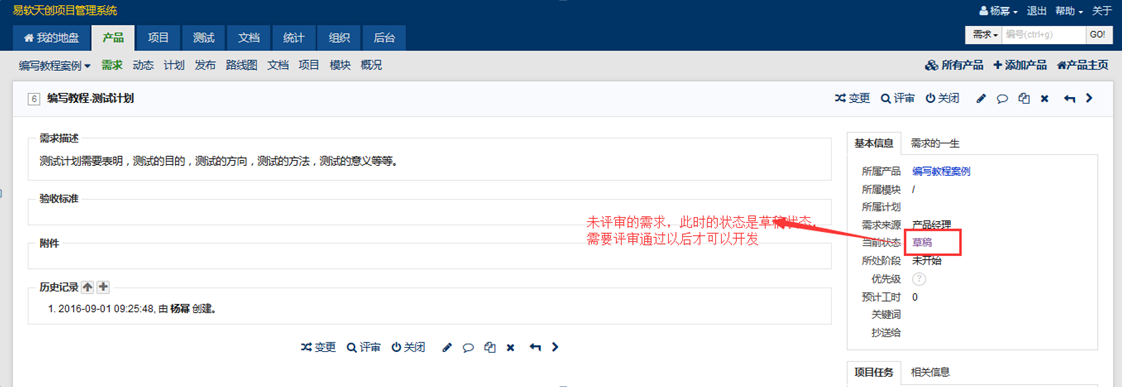 易软天创项目管理系统
杨幂 退出 帮助 关于
我的地盘 产品 项目 测试 文档 统计 组织 后台
需求 编号(ctrl+g) GO!
编写教程案例 需求 动态 计划 发布 路线图 文档 项目 模块 概况
所有产品 添加产品 产品主页
6 编写教程-测试计划
变更 评审 关闭
需求描述
测试计划需要表明，测试的目的，测试的方向，测试的方法，测试的意义等等。
验收标准
附件
历史记录
1. 2016-09-01 09:25:48, 由 杨幂 创建。
变更 评审 关闭
未评审的需求，此时的状态是草稿状态，
需要评审通过以后才可以开发
基本信息 需求的一生
所属产品 编写教程案例
所属模块 /
所属计划
需求来源 产品经理
当前状态 草稿
所处阶段 未开始
优先级 ?
预计工时 0
关键词
抄送给
项目任务 相关信息